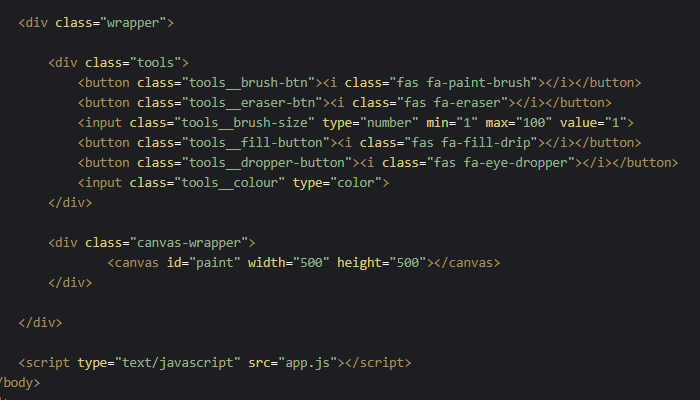 <div class="wrapper">
<div class="tools">
<button class="tools__brush-btn"><i class="fas fa-paint-brush"></i></button>
<button class="tools__eraser-btn"><i class="fas fa-eraser"></i></button>
<input class="tools__brush-size" type="number" min="1" max="100" value="1">
<button class="tools__fill-button"><i class="fas fa-fill-drip"></i></button>
<button class="tools__dropper-button"><i class="fas fa-eye-dropper"></i></button>
<input class="tools__colour" type="color">
</div>
<div class="canvas-wrapper">
<canvas id="paint" width="500" height="500"></canvas>
</div>
</div>
<script type="text/javascript" src="app.js"></script>
/body>